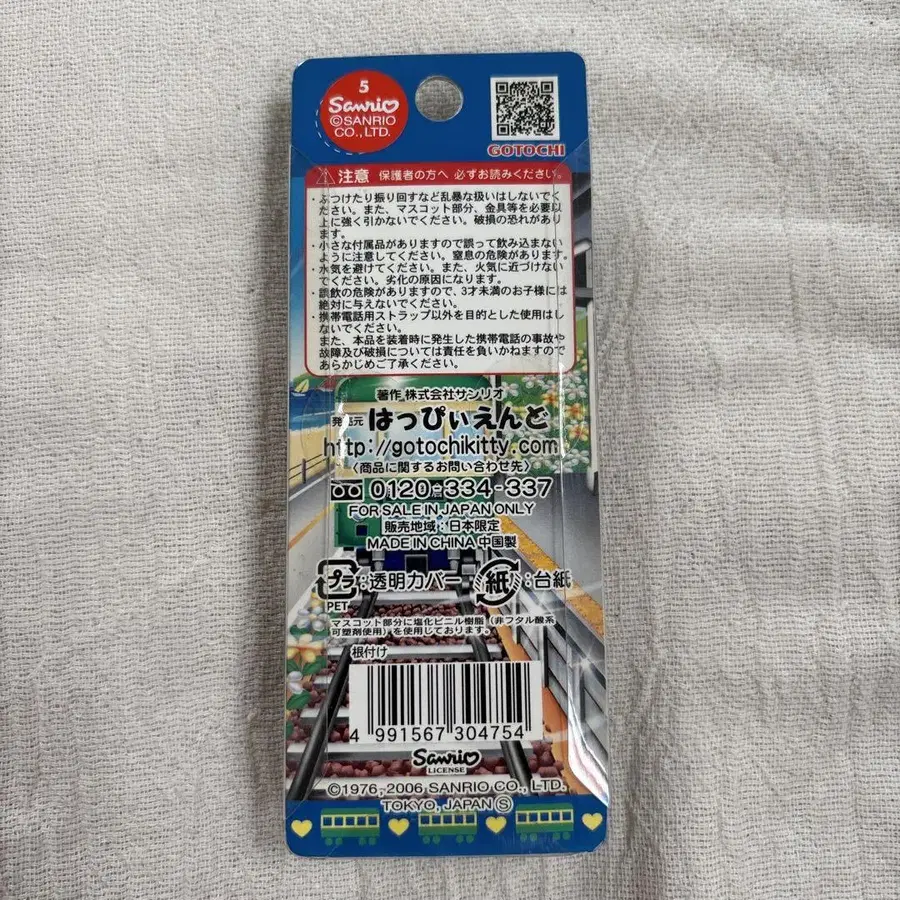 5
Sanrio
©SANRIO
CO., LTD.
GOTOCHI
注意 保護者の方へ 必ずお読みください。
・ぶつけたり振り回すなど乱暴な扱いはしないでく
ださい。また、マスコット部分、金具等を必要以
上に強く引かないでください。破損の恐れがありま
す。
・小さな付属品がありますので誤って飲み込まない
ように注意してください。窒息の危険があります。
・水気を避けてください。また、火気に近づけない
でください。劣化の原因になります。
・誤飲の危険がありますので、3才未満のお子様には
絶対に与えないでください。
・携帯電話用ストラップ以外を目的とした使用はし
ないでください。
また、本品を装着時に発生した携帯電話の事故や
故障及び破損については責任を負いかねますので
あらかじめご了承ください。
著作 株式会社サンリオ
発売元 はっぴぃえんど
http://gotochikitty.com
〈商品に関するお問い合わせ先〉
0120-334-337
FOR SALE IN JAPAN ONLY
販売地域：日本限定
MADE IN CHINA 中国製
プラ：透明カバー 紙：台紙
PET
マスコット部分に塩化ビニル樹脂（非フタル酸系
可塑剤使用）を使用しております。
根付け
4 991567 304754
Sanrio
LICENSE
©1976, 2006 SANRIO CO., LTD.
TOKYO, JAPAN Ⓢ